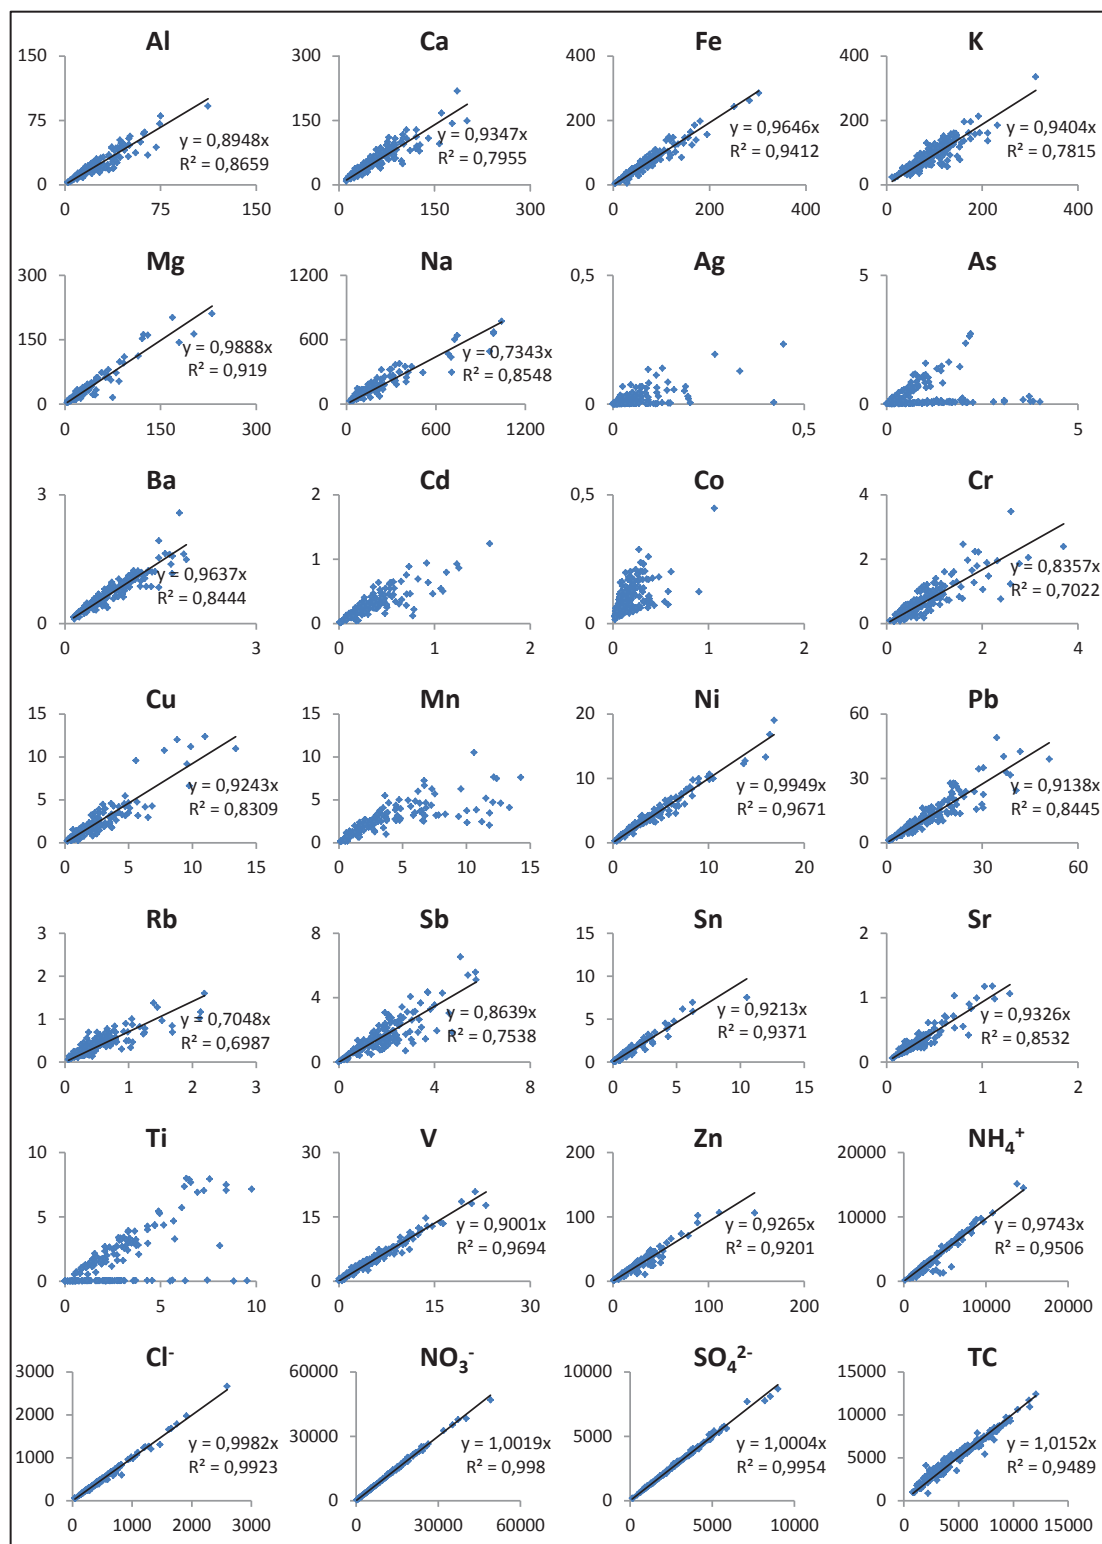 Al Ca Fe K
150 300 400 400
75 y = 0,8948x 150 y = 0,9347x 200 y = 0,9646x 200 y = 0,9404x
R² = 0,8659 R² = 0,7955 R² = 0,9412 R² = 0,7815
0 0 0 0
0 75 150 0 150 300 0 200 400 0 200 400
Mg Na Ag As
300 1200 0,5 5
150 y = 0,9888x 600 y = 0,7343x
R² = 0,919 R² = 0,8548
0 0 0 0
0 150 300 0 600 1200 0 0,5 0 5
Ba Cd Co Cr
3 2 0,5 4
2 1 2 y = 0,8357x
1 y = 0,9637x R² = 0,7022
R² = 0,8444
0 0 0 0
0 3 0 1 2 0 1 2 0 2 4
Cu Mn Ni Pb
15 15 20 60
10 10 10 y = 0,9949x 30 y = 0,9138x
5 y = 0,9243x 5 R² = 0,9671 R² = 0,8445
R² = 0,8309
0 0 0 0
0 5 10 15 0 5 10 15 0 10 20 0 30 60
Rb Sb Sn Sr
3 8 15 2
2 4 y = 0,8639x 10 y = 0,9213x 1 y = 0,9326x
1 y = 0,7048x R² = 0,7538 5 R² = 0,9371 R² = 0,8532
R² = 0,6987
0 0 0 0
0 1 2 3 0 4 8 0 5 10 15 0 1 2
Ti V Zn NH₄⁺
10 30 200 20000
5 15 y = 0,9001x 100 y = 0,9265x 10000 y = 0,9743x
R² = 0,9694 R² = 0,9201 R² = 0,9506
0 0 0 0
0 5 10 0 15 30 0 100 200 0 10000 20000
Cl⁻ NO₃⁻ SO₄²⁻ TC
3000 60000 10000 15000
2000 30000 y = 1,0019x 5000 y = 1,0004x 10000 y = 1,0152x
1000 y = 0,9982x R² = 0,998 R² = 0,9954 5000 R² = 0,9489
R² = 0,9923
0 0 0 0
0 1000 2000 3000 0 30000 60000 0 5000 10000 0 5000 10000 15000